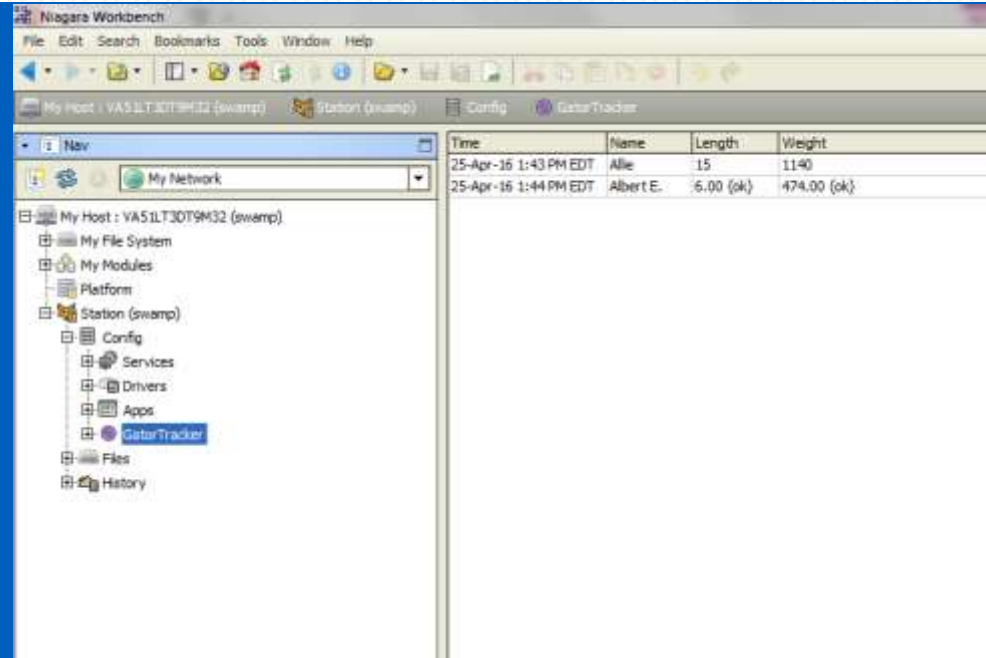 Niagara Workbench
File Edit Search Bookmarks Tools Window Help
My Host : VA51LT3DT9M32 (swamp) Station (swamp) Config GatorTracker
Nav
My Network
My Host : VA51LT3DT9M32 (swamp)
My File System
My Modules
Platform
Station (swamp)
Config
Services
Drivers
Apps
GatorTracker
Files
History
Time Name Length Weight
25-Apr-16 1:43 PM EDT Allie 15 1140
25-Apr-16 1:44 PM EDT Albert E. 6.00 {ok} 474.00 {ok}